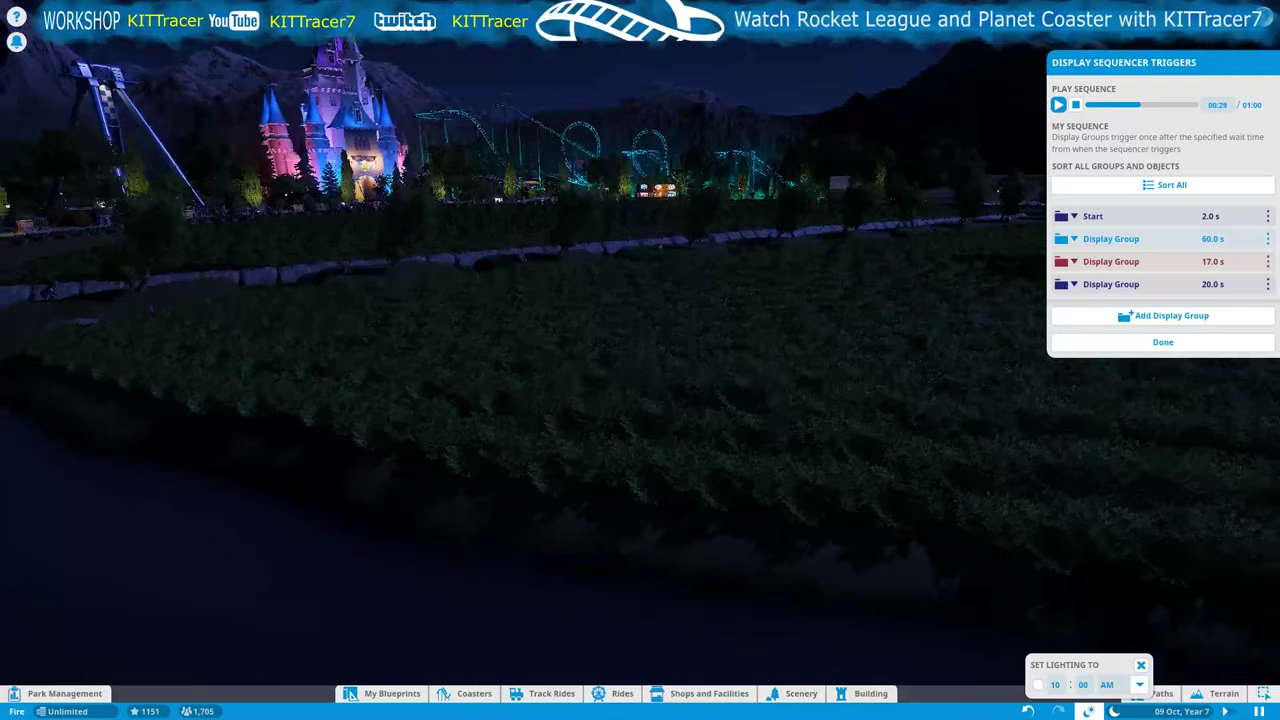 WORKSHOP KITTracer YouTube KITTracer7 twitch KITTracer Watch Rocket League and Planet Coaster with KITTracer7
DISPLAY SEQUENCER TRIGGERS
PLAY SEQUENCE
00:29 / 01:00
MY SEQUENCE
Display Groups trigger once after the specified wait time
from when the sequencer triggers
SORT ALL GROUPS AND OBJECTS
Sort All
Start 2.0 s
Display Group 60.0 s
Display Group 17.0 s
Display Group 20.0 s
Add Display Group
Done
SET LIGHTING TO
10 : 00 AM
Park Management My Blueprints Coasters Track Rides Rides Shops and Facilities Scenery Building Paths Terrain
Fire Unlimited 1151 1,705 09 Oct, Year 7